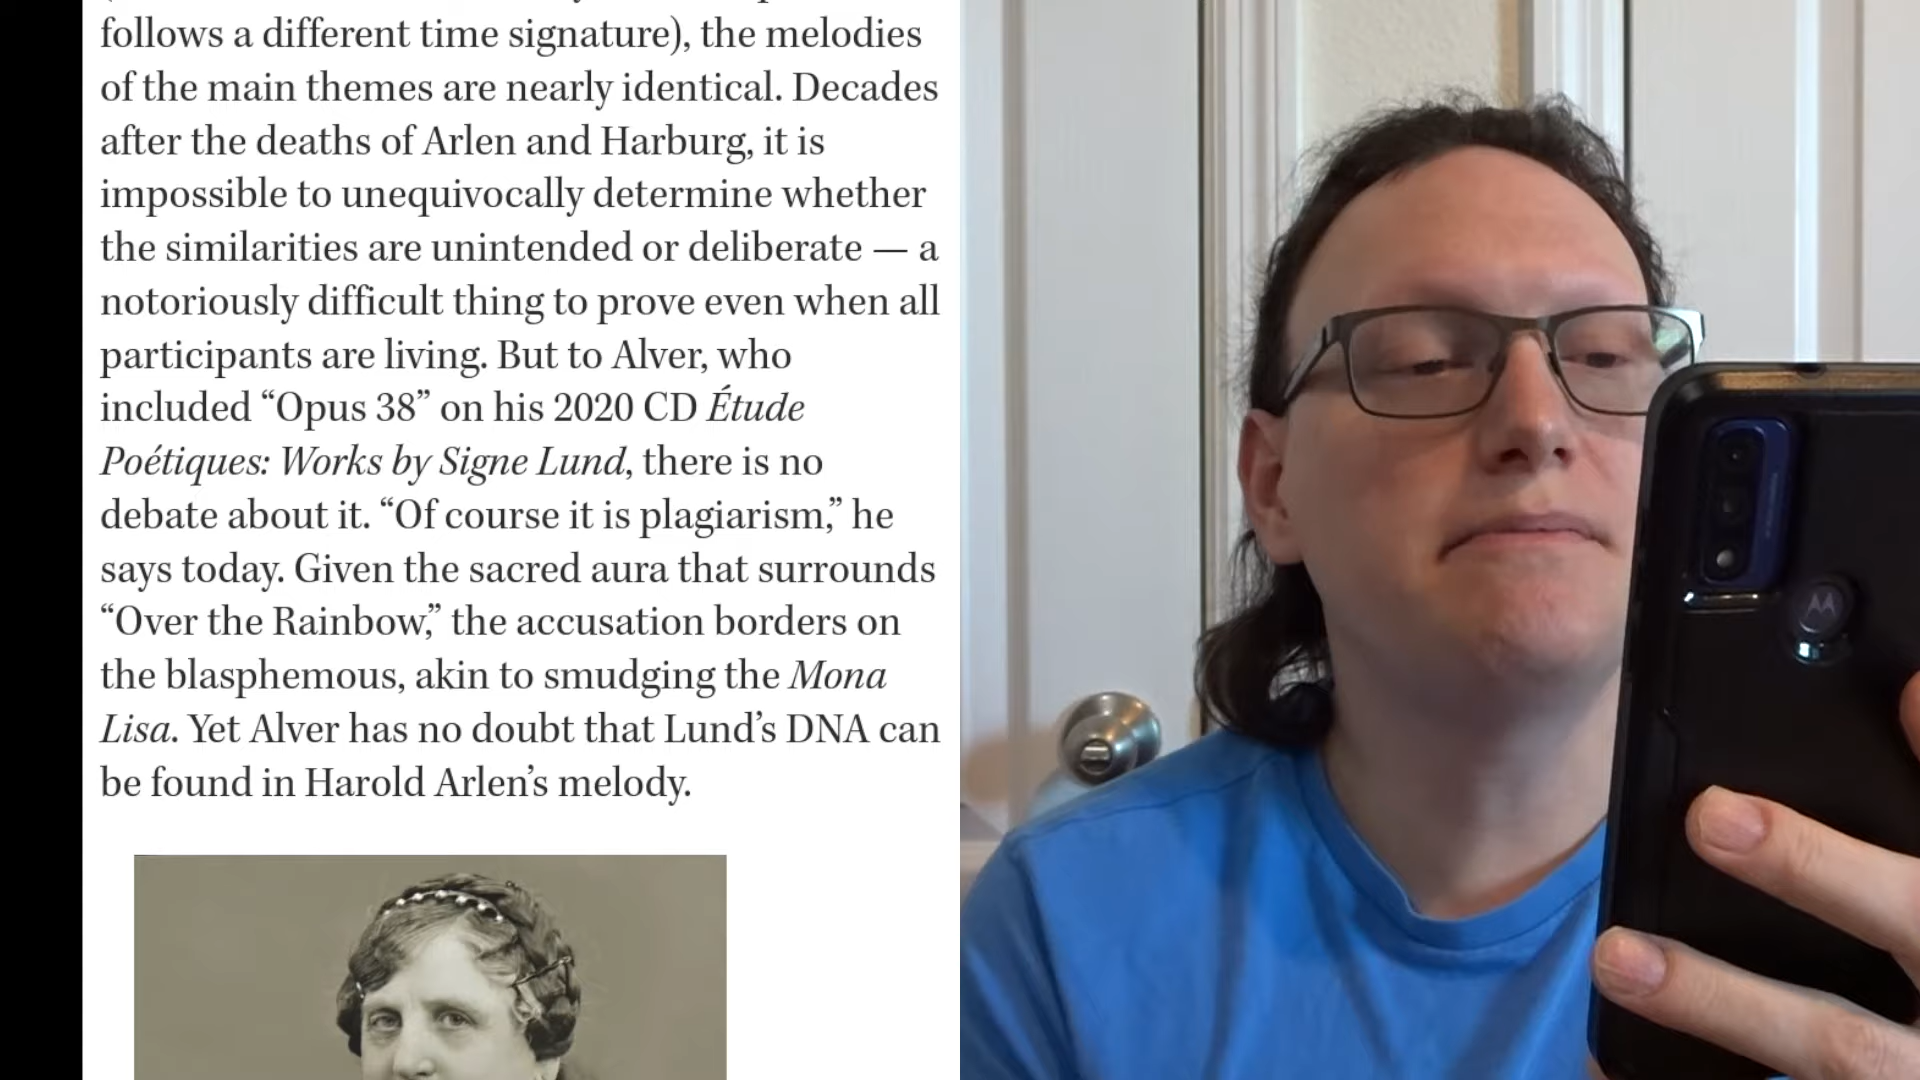 follows a different time signature), the melodies
of the main themes are nearly identical. Decades
after the deaths of Arlen and Harburg, it is
impossible to unequivocally determine whether
the similarities are unintended or deliberate — a
notoriously difficult thing to prove even when all
participants are living. But to Alver, who
included “Opus 38” on his 2020 CD Étude
Poétiques: Works by Signe Lund, there is no
debate about it. “Of course it is plagiarism,” he
says today. Given the sacred aura that surrounds
“Over the Rainbow,” the accusation borders on
the blasphemous, akin to smudging the Mona
Lisa. Yet Alver has no doubt that Lund’s DNA can
be found in Harold Arlen’s melody.